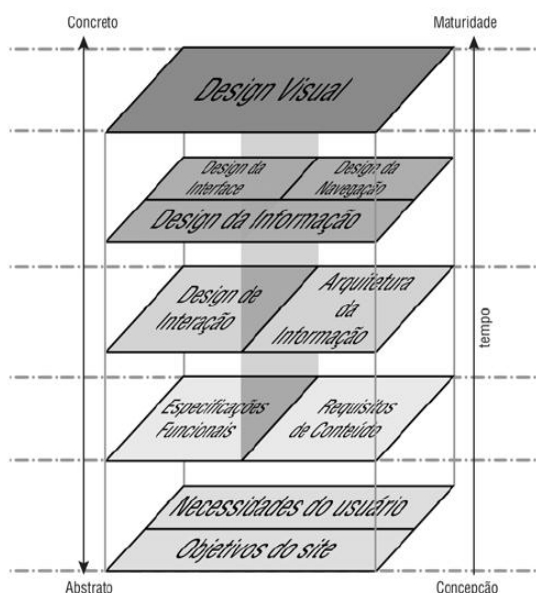 Concreto
Maturidade
Design Visual
Design da
Interface
Design da
Navegação
Design da Informação
Design de
Interação
Arquitetura
da
Informação
tempo
Especificações
Funcionais
Requisitos
de Conteúdo
Necessidades do usuário
Objetivos do site
Abstrato
Concepção